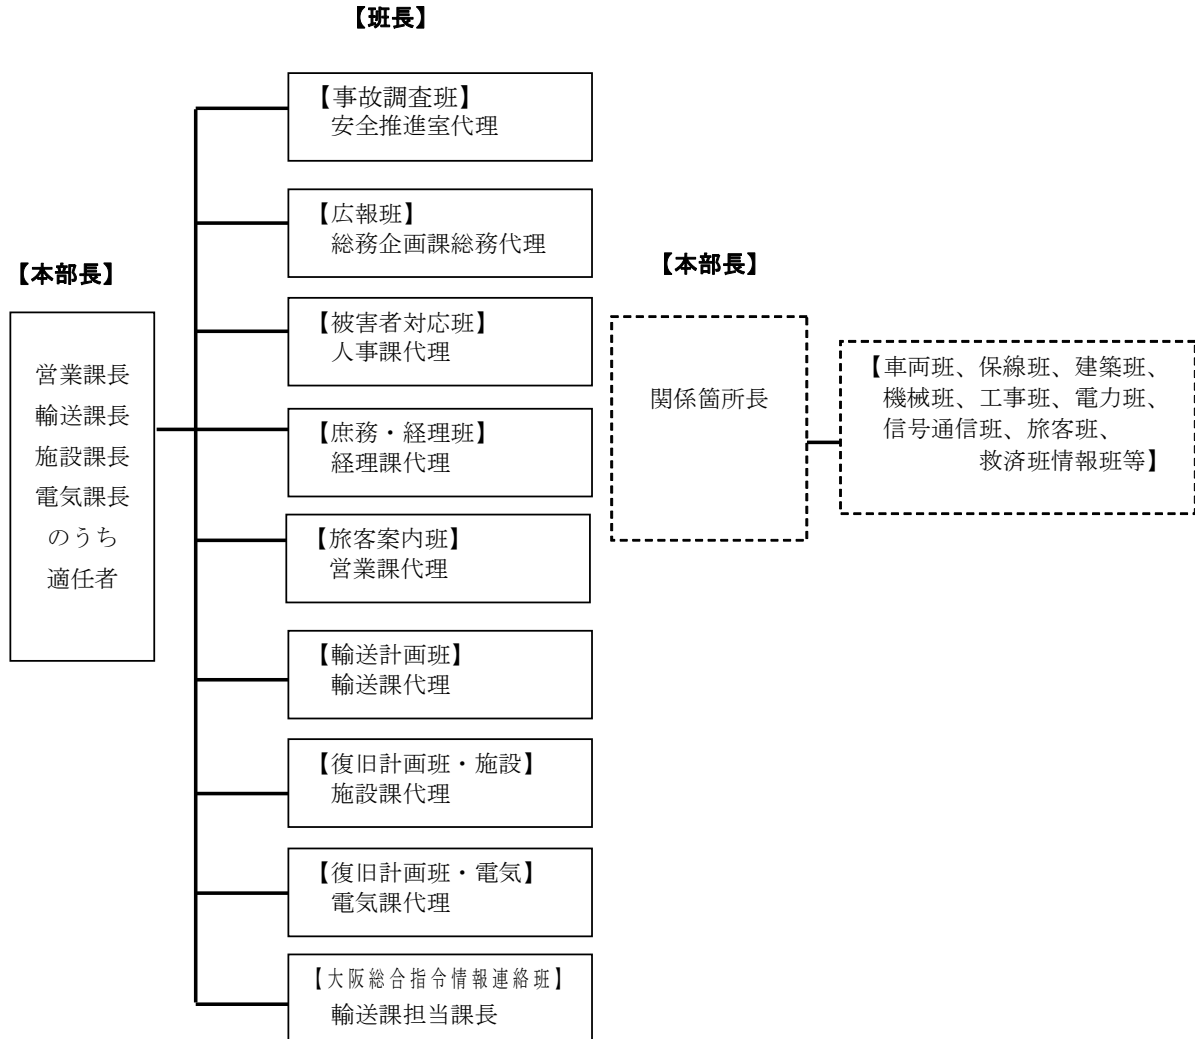 【班長】
【事故調査班】
安全推進室代理
【広報班】
総務企画課総務代理
【被害者対応班】
人事課代理
【庶務・経理班】
経理課代理
【旅客案内班】
営業課代理
【輸送計画班】
輸送課代理
【復旧計画班・施設】
施設課代理
【復旧計画班・電気】
電気課代理
【大阪総合指令情報連絡班】
輸送課担当課長
【本部長】
営業課長
輸送課長
施設課長
電気課長
のうち
適任者
【本部長】
関係箇所長
【車両班、保線班、建築班、
機械班、工事班、電力班、
信号通信班、旅客班、
救済班情報班等】